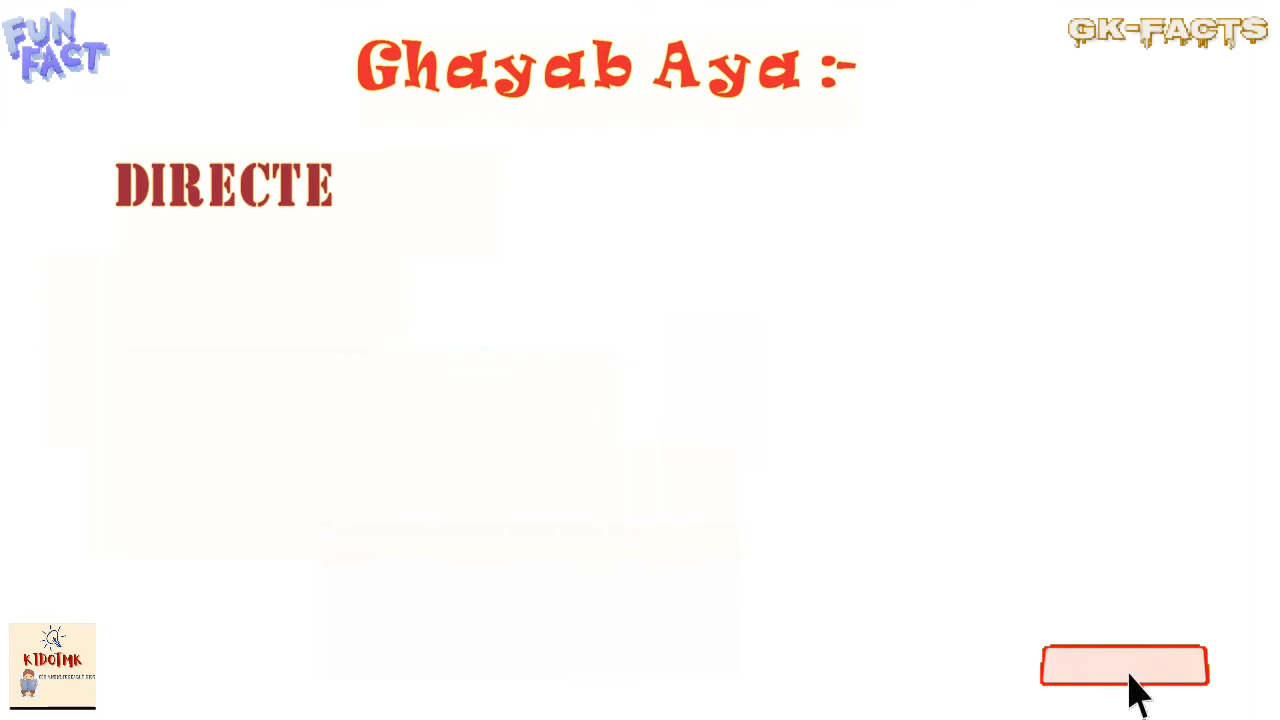 FUN
FACT
GK-FACTS
Ghayab Aya :-
DIRECTE
KIDOTMK